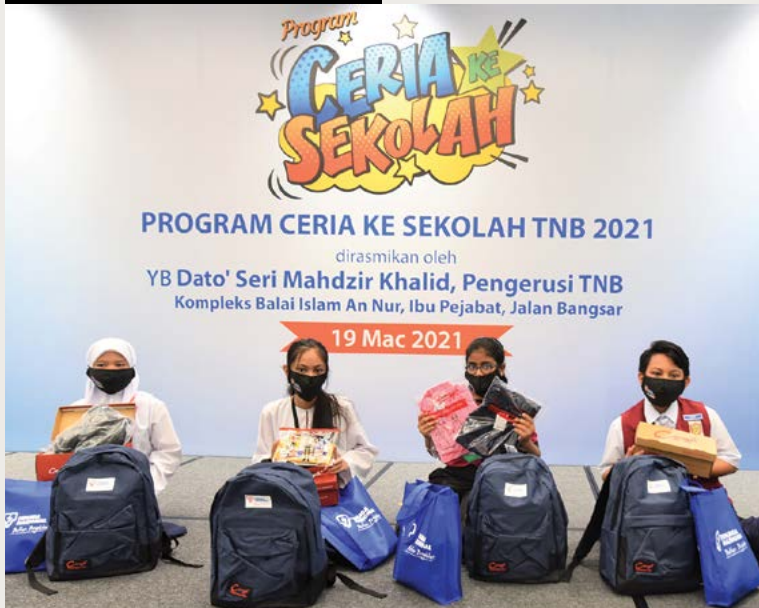 Program
CERIA KE
SEKOLAH
PROGRAM CERIA KE SEKOLAH TNB 2021
dirasmikan oleh
YB Dato' Seri Mahdzir Khalid, Pengerusi TNB
Kompleks Balai Islam An Nur, Ibu Pejabat, Jalan Bangsar
19 Mac 2021